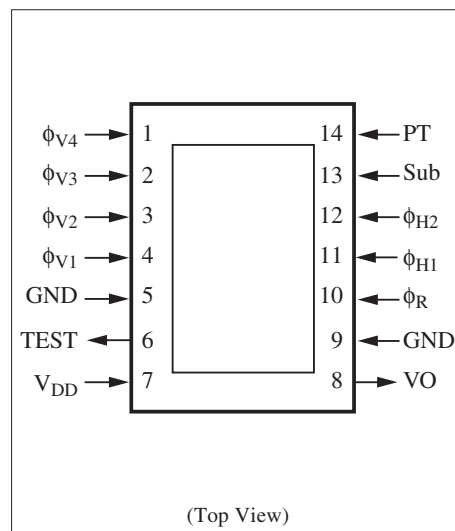 ϕV4 1 14 PT
ϕV3 2 13 Sub
ϕV2 3 12 ϕH2
ϕV1 4 11 ϕH1
GND 5 10 ϕR
TEST 6 9 GND
VDD 7 8 VO
(Top View)